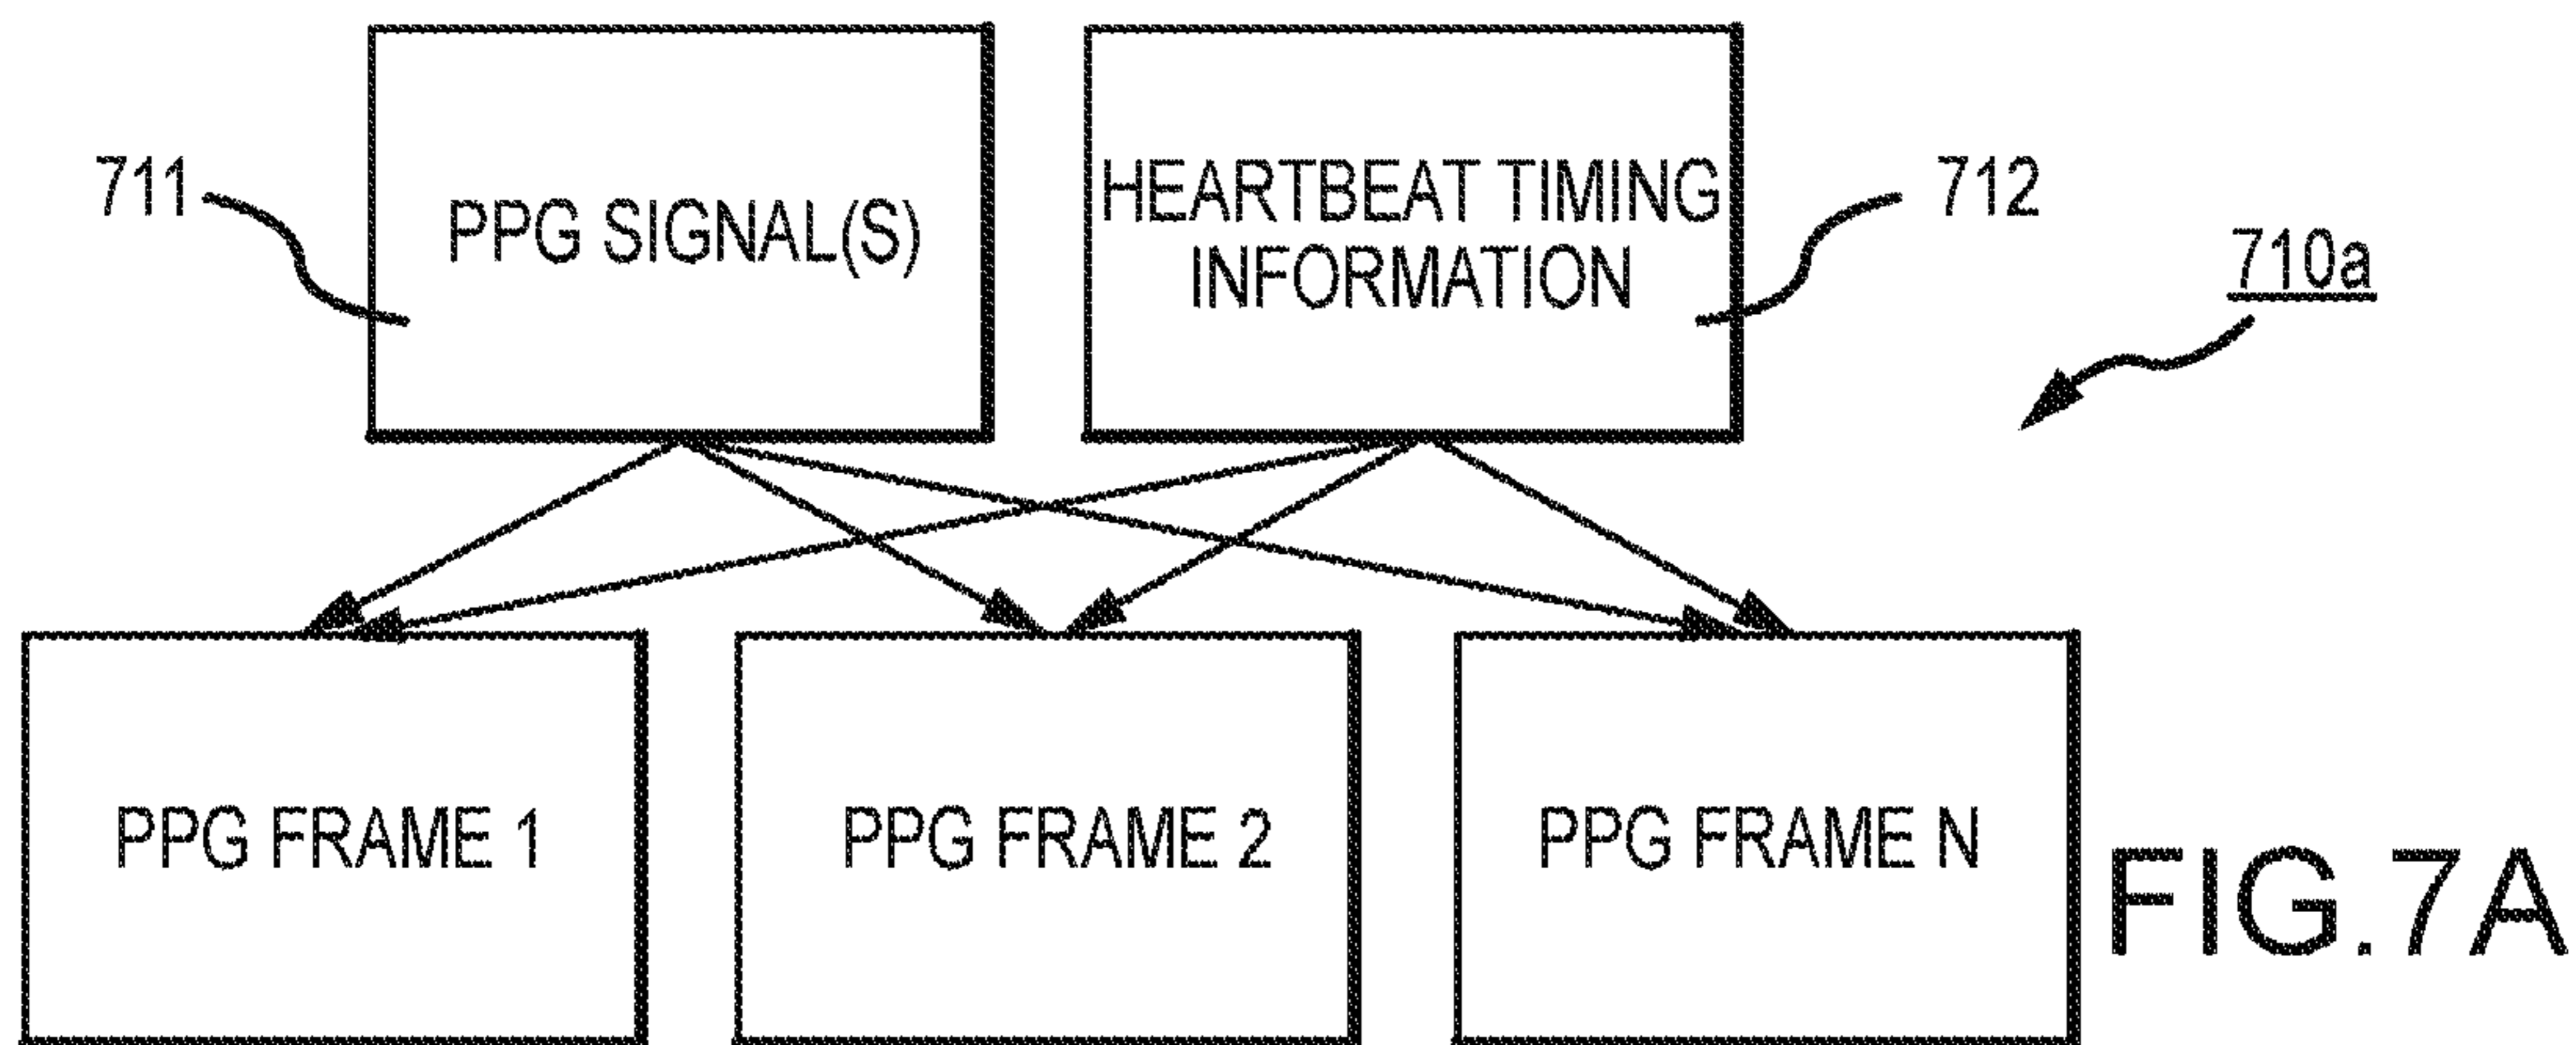 711
PPG SIGNAL(S)
HEARTBEAT TIMING
INFORMATION
712
710a
PPG FRAME 1
PPG FRAME 2
PPG FRAME N
FIG.7A